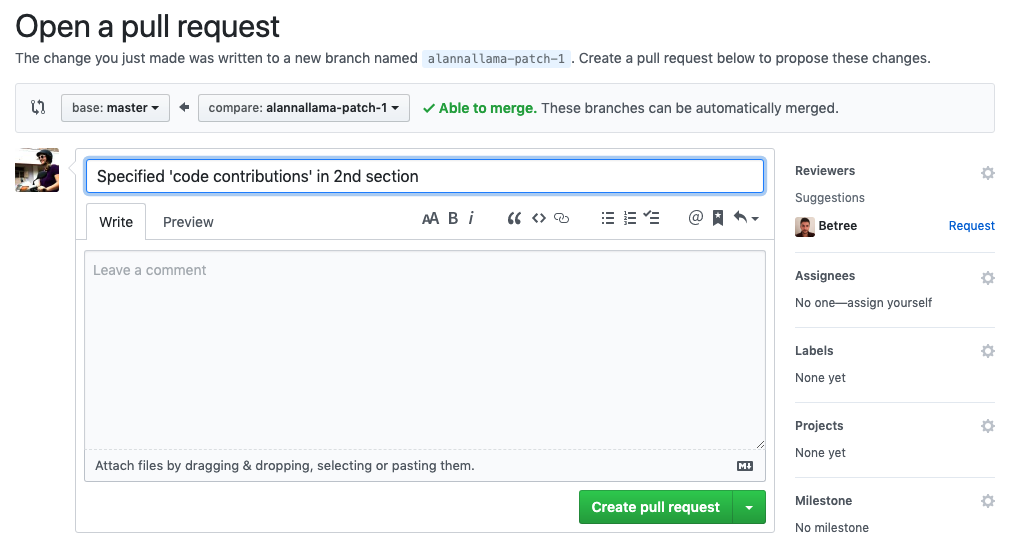 Open a pull request
The change you just made was written to a new branch named alannallama-patch-1. Create a pull request below to propose these changes.
base: master compare: alannallama-patch-1 Able to merge. These branches can be automatically merged.
Specified 'code contributions' in 2nd section
Write Preview
Leave a comment
Attach files by dragging & dropping, selecting or pasting them.
Create pull request
Reviewers
Suggestions
Betree Request
Assignees
No one—assign yourself
Labels
None yet
Projects
None yet
Milestone
No milestone